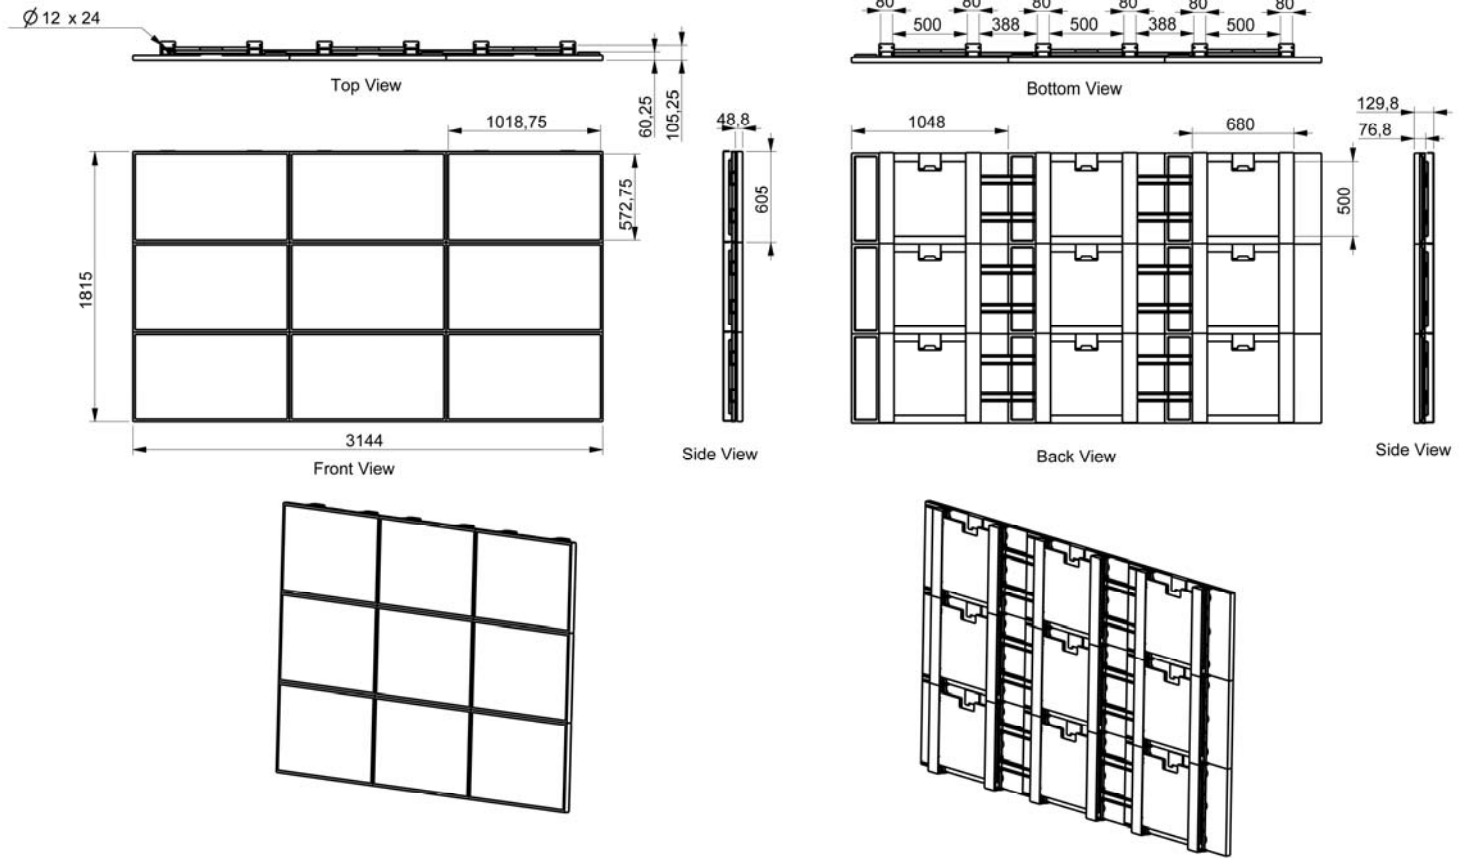 Ø 12 x 24
Top View
60,25
105,25
1018,75
1815
572,75
3144
Front View
48,8
605
Side View
80 80 80 80 80 80
500 388 500 388 500
Bottom View
1048
680
500
Back View
129,8
76,8
Side View